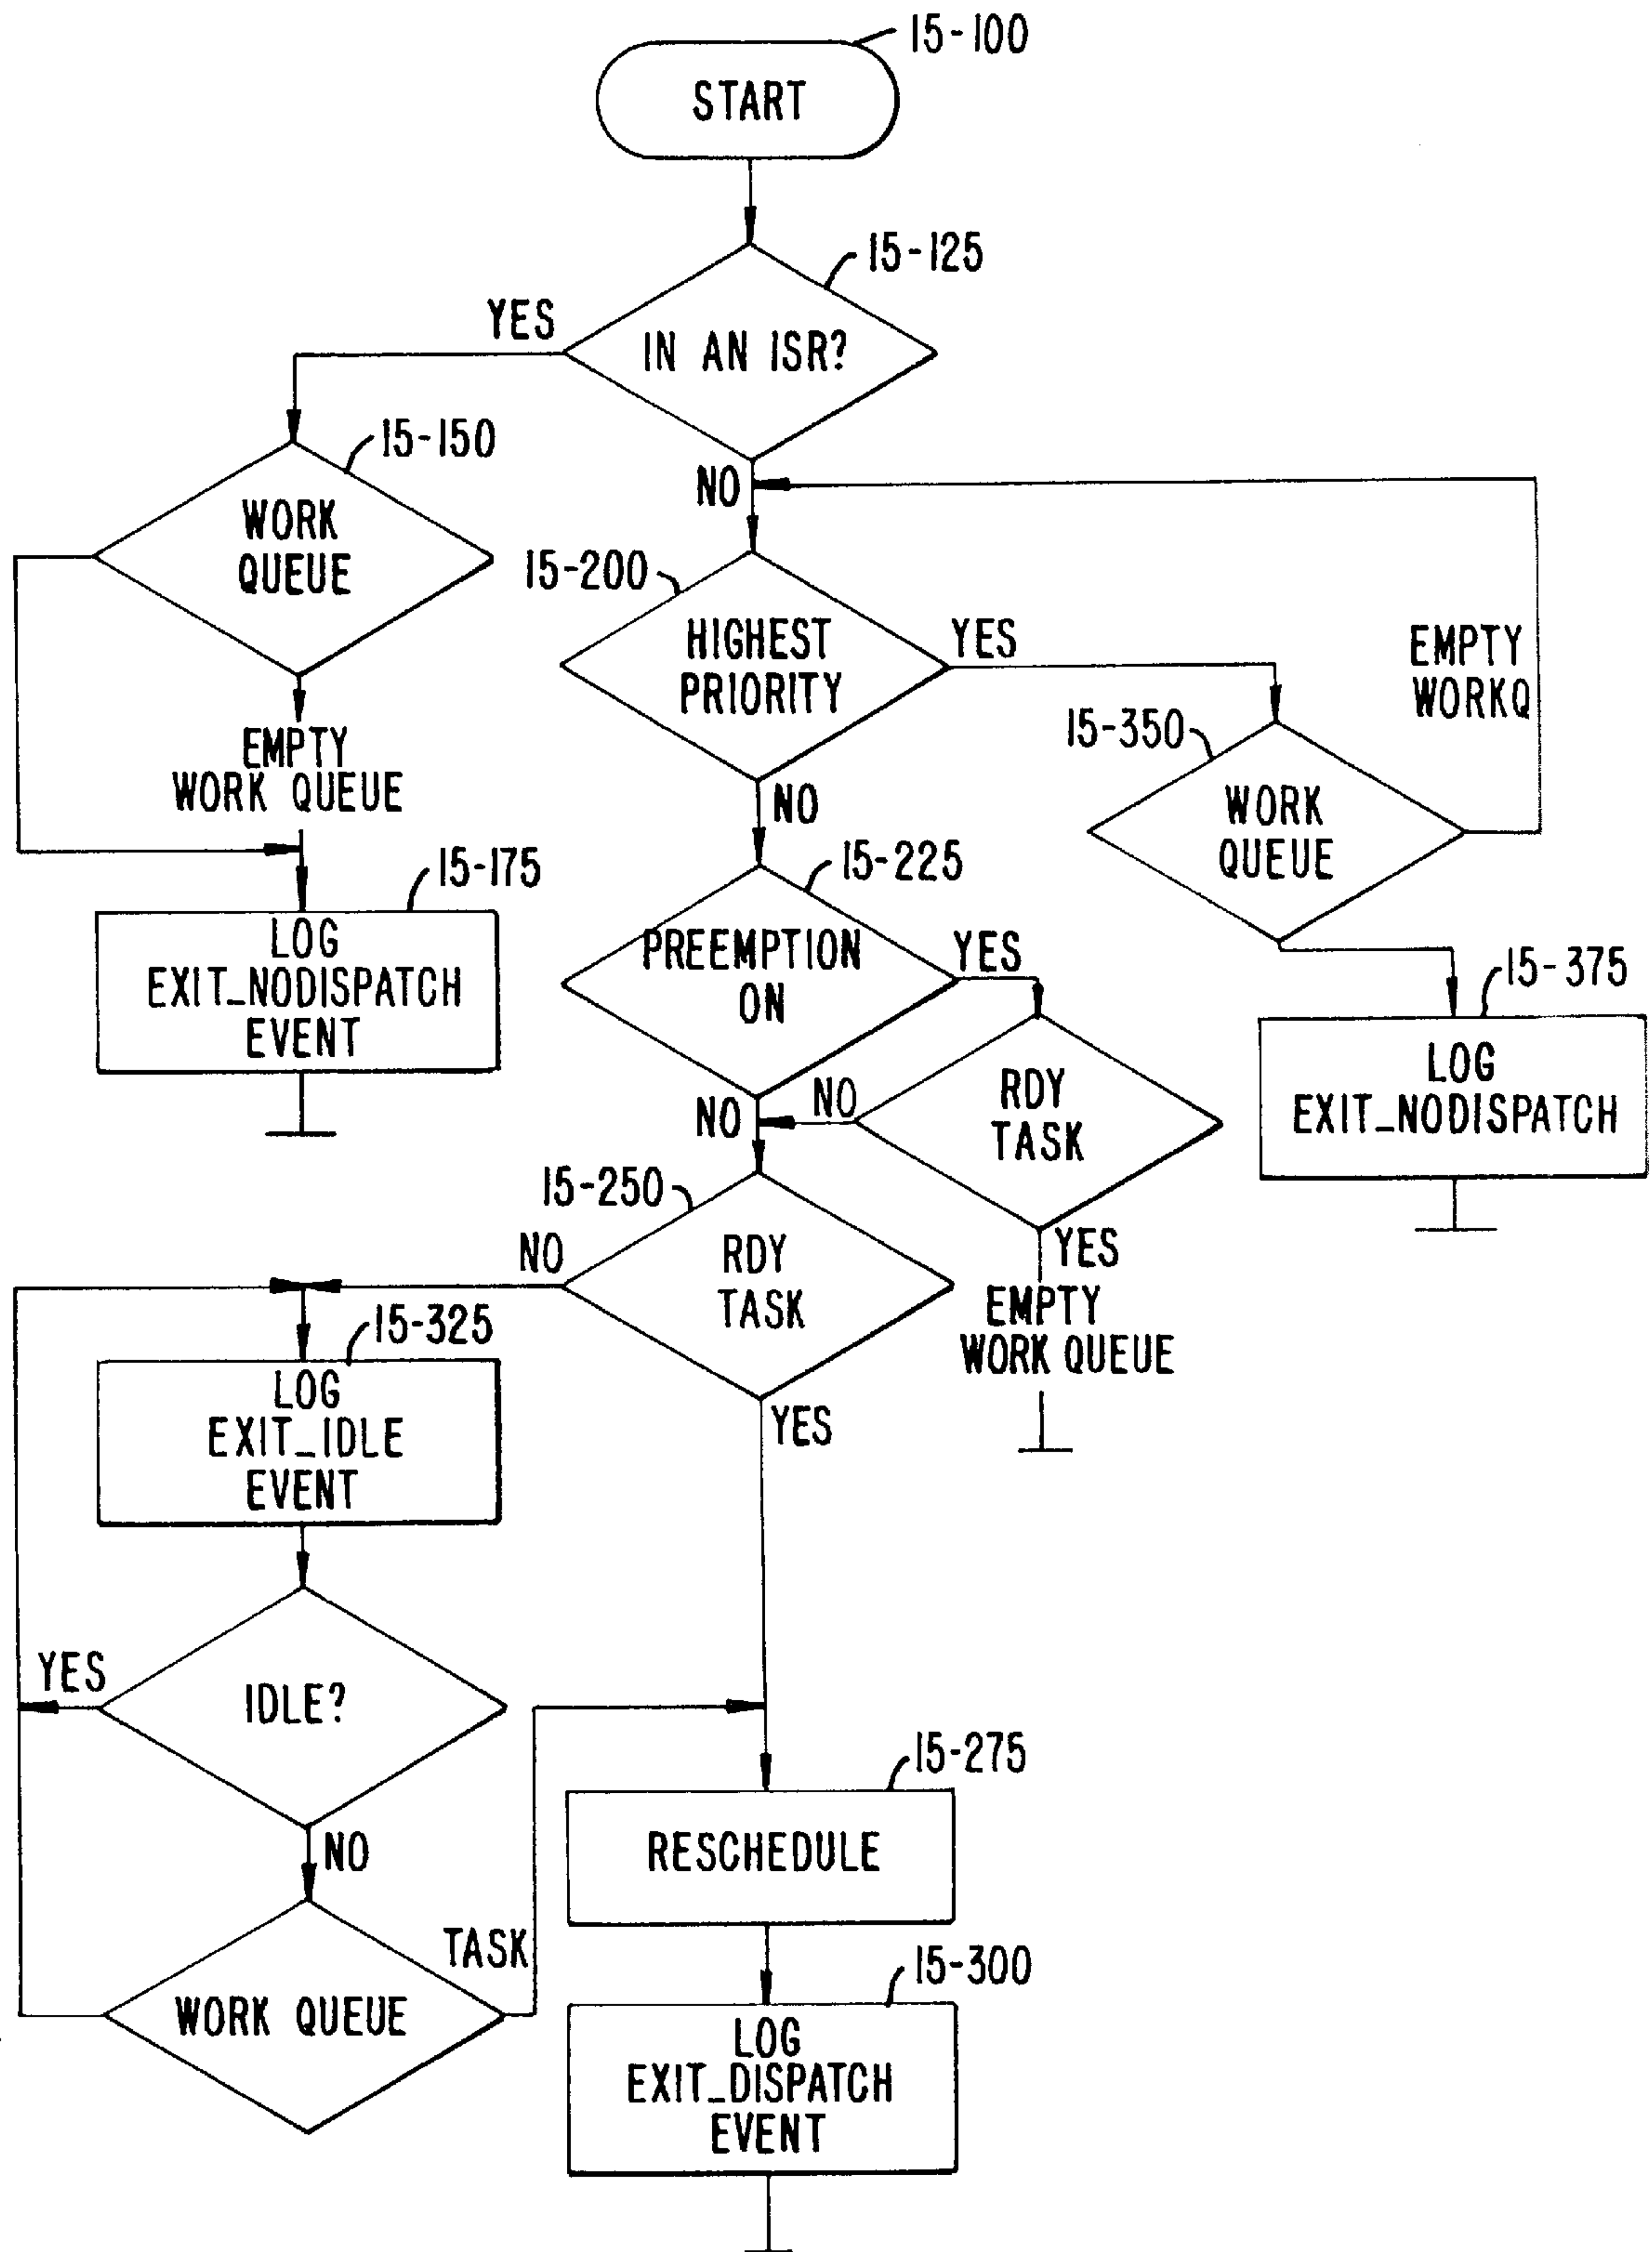 15-100
START
15-125
YES
IN AN ISR?
15-150
NO
WORK
QUEUE
15-200
HIGHEST
PRIORITY
YES
EMPTY
WORKQ
15-350
EMPTY
WORK QUEUE
NO
WORK
QUEUE
15-175
15-225
LOG
EXIT_NODISPATCH
EVENT
PREEMPTION
ON
YES
15-375
LOG
EXIT_NODISPATCH
RDY
TASK
NO
NO
15-250
NO
RDY
TASK
YES
EMPTY
WORK QUEUE
15-325
LOG
EXIT_IDLE
EVENT
YES
YES
IDLE?
15-275
NO
RESCHEDULE
TASK
15-300
WORK QUEUE
LOG
EXIT_DISPATCH
EVENT